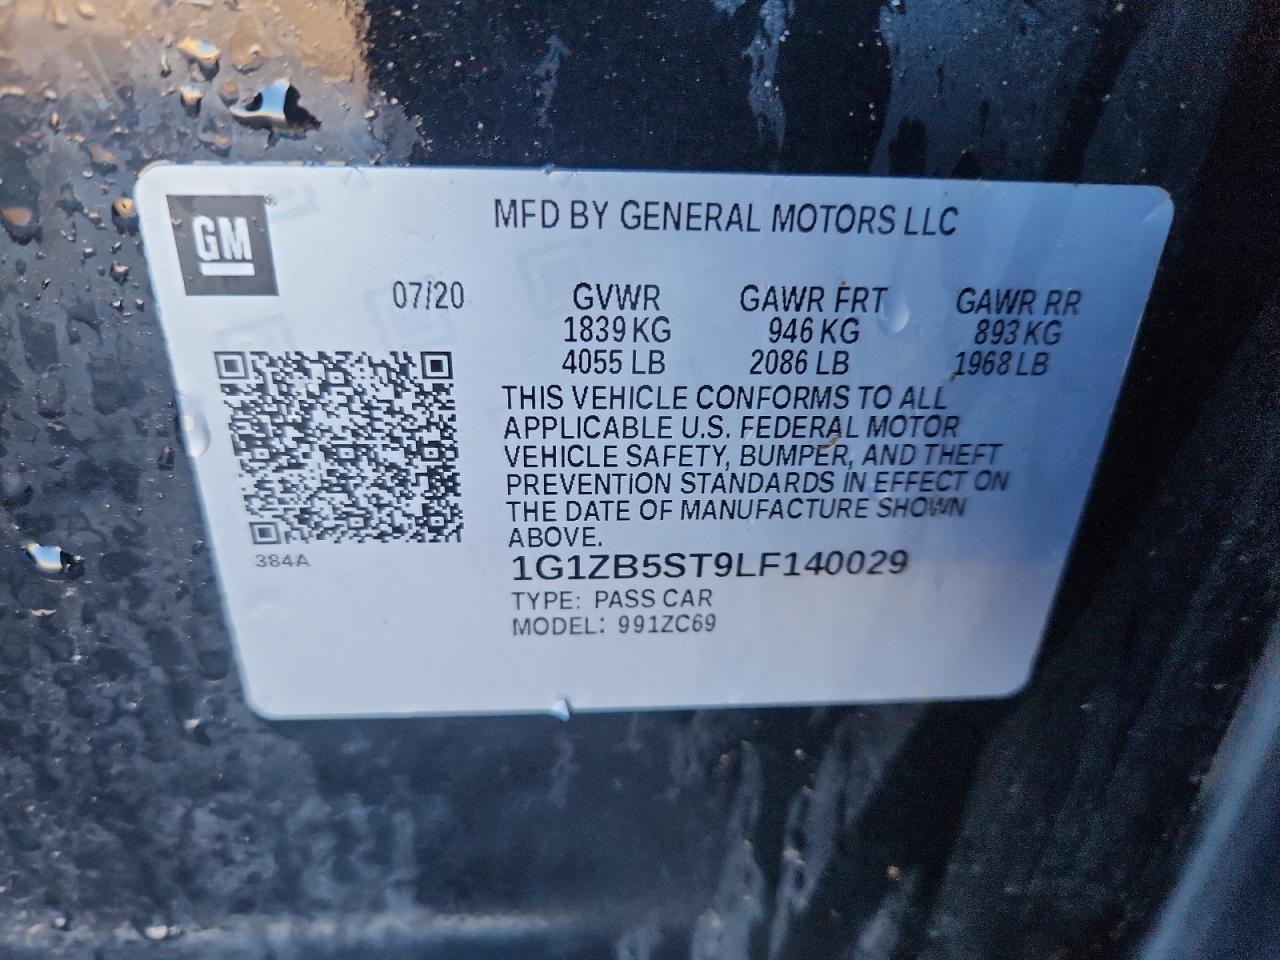 GM®
MFD BY GENERAL MOTORS LLC
07/20 GVWR GAWR FRT GAWR RR
1839 KG 946 KG 893 KG
4055 LB 2086 LB 1968 LB
THIS VEHICLE CONFORMS TO ALL
APPLICABLE U.S. FEDERAL MOTOR
VEHICLE SAFETY, BUMPER, AND THEFT
PREVENTION STANDARDS IN EFFECT ON
THE DATE OF MANUFACTURE SHOWN
ABOVE.
384A
1G1ZB5ST9LF140029
TYPE: PASS CAR
MODEL: 991ZC69